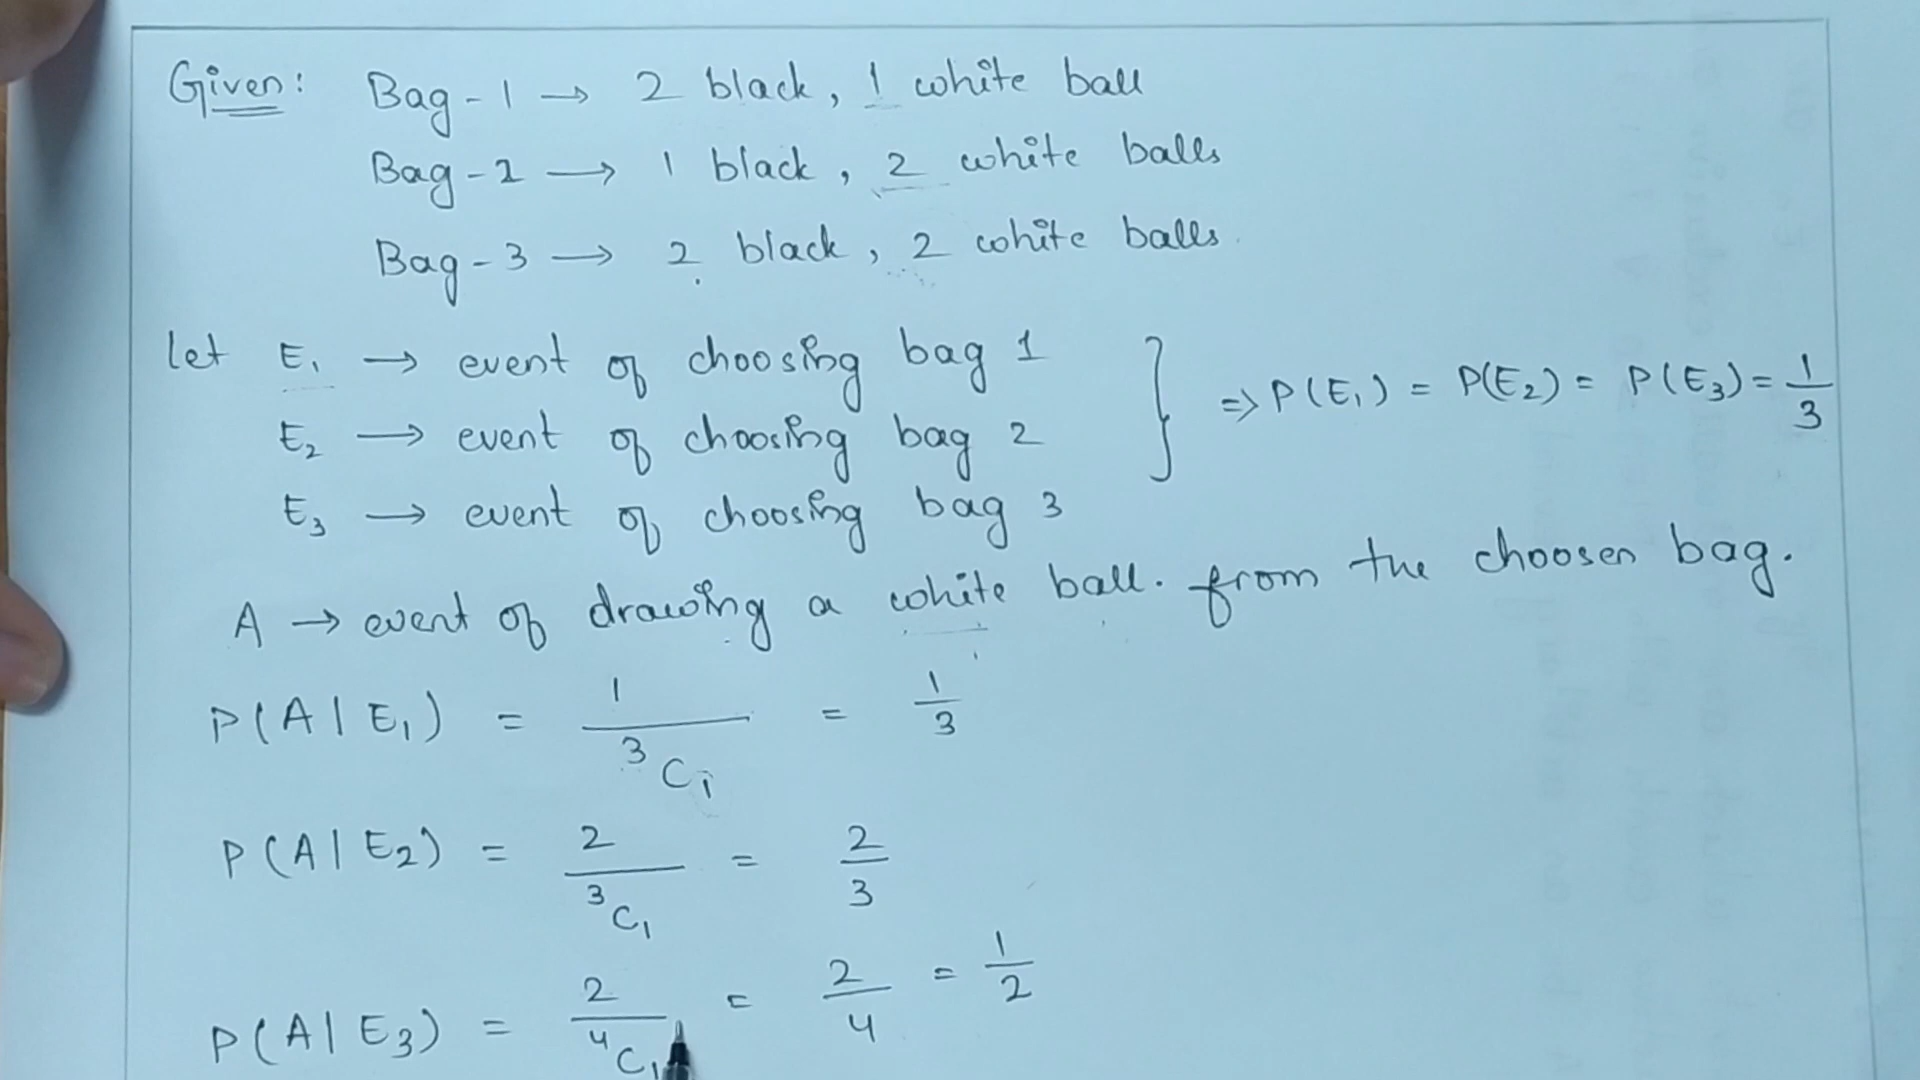 Given: Bag-1 → 2 black, 1 white ball
Bag-2 → 1 black, 2 white balls
Bag-3 → 2 black, 2 white balls.
Let E₁ → event of choosing bag 1
E₂ → event of choosing bag 2
E₃ → event of choosing bag 3
} ⇒ P(E₁) = P(E₂) = P(E₃) = 1/3
A → event of drawing a white ball. from the choosen bag.
P(A|E₁) = 1/³C₁ = 1/3
P(A|E₂) = 2/³C₁ = 2/3
P(A|E₃) = 2/⁴C₁ = 2/4 = 1/2